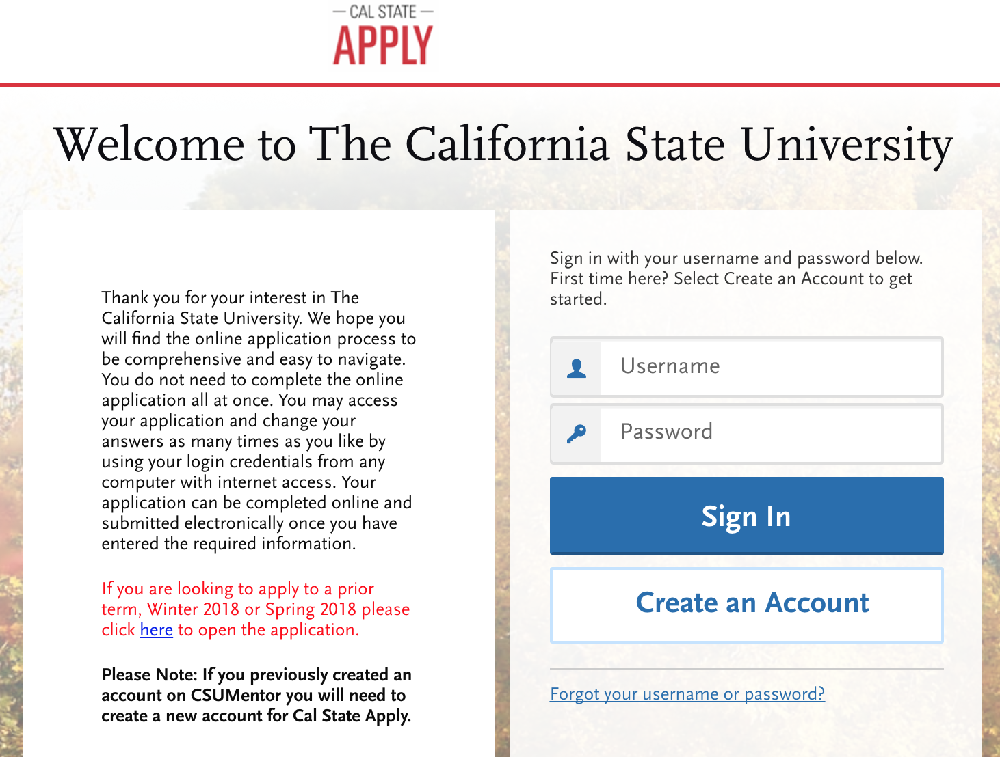 — CAL STATE —
APPLY
Welcome to The California State University
Thank you for your interest in The
California State University. We hope you
will find the online application process to
be comprehensive and easy to navigate.
You do not need to complete the online
application all at once. You may access
your application and change your
answers as many times as you like by
using your login credentials from any
computer with internet access. Your
application can be completed online and
submitted electronically once you have
entered the required information.
If you are looking to apply to a prior
term, Winter 2018 or Spring 2018 please
click here to open the application.
Please Note: If you previously created an
account on CSUMentor you will need to
create a new account for Cal State Apply.
Sign in with your username and password below.
First time here? Select Create an Account to get
started.
Username
Password
Sign In
Create an Account
Forgot your username or password?